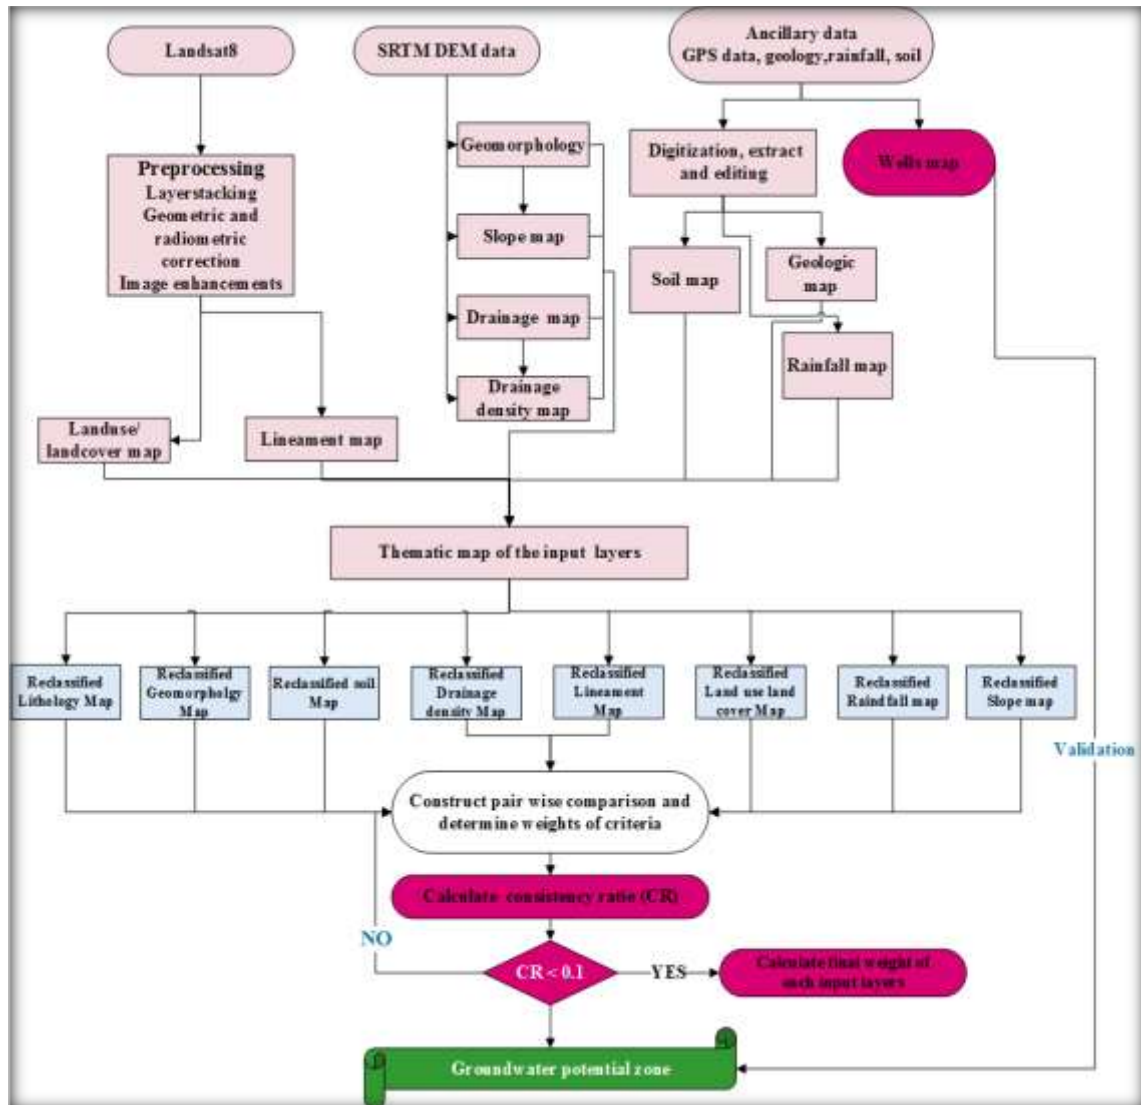 Landsat8
SRTM DEM data
Ancillary data
GPS data, geology,rainfall, soil
Preprocessing
Layerstacking
Geometric and
radiometric
correction
Image enhancements
Geomorphology
Slope map
Drainage map
Drainage
density map
Digitization, extract
and editing
Wells map
Soil map
Geologic
map
Rainfall map
Landuse/
landcover map
Lineament map
Thematic map of the input layers
Reclassified
Lithology Map
Reclassified
Geomorpholgy
Map
Reclassified soil
Map
Reclassified
Drainage
density Map
Reclassified
Lineament
Map
Reclassified
Land use land
cover Map
Reclassified
Raindfall map
Reclassified
Slope map
Validation
Construct pair wise comparison and
determine weights of criteria
Calculate consistency ratio (CR)
NO
CR < 0.1
YES
Calculate final weight of
each input layers
Groundwater potential zone